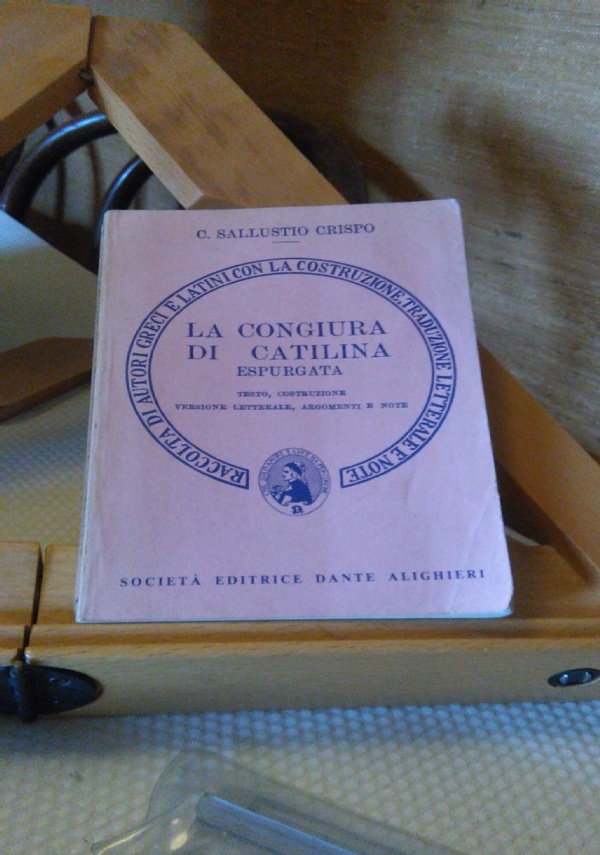 C. SALLUSTIO CRISPO
RACCOLTA DI AUTORI GRECI E LATINI CON LA COSTRUZIONE, TRADUZIONE LETTERALE E NOTE
LA CONGIURA
DI CATILINA
ESPURGATA
TESTO, COSTRUZIONE
VERSIONE LETTERALE, ARGOMENTI E NOTE
SOCIETÀ EDITRICE DANTE ALIGHIERI